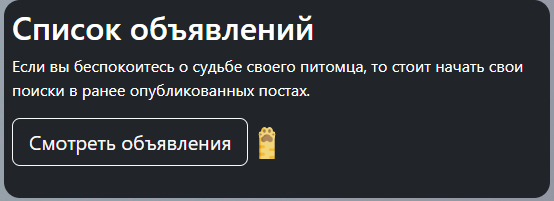 Список объявлений
Если вы беспокоитесь о судьбе своего питомца, то стоит начать свои
поиски в ранее опубликованных постах.
Смотреть объявления